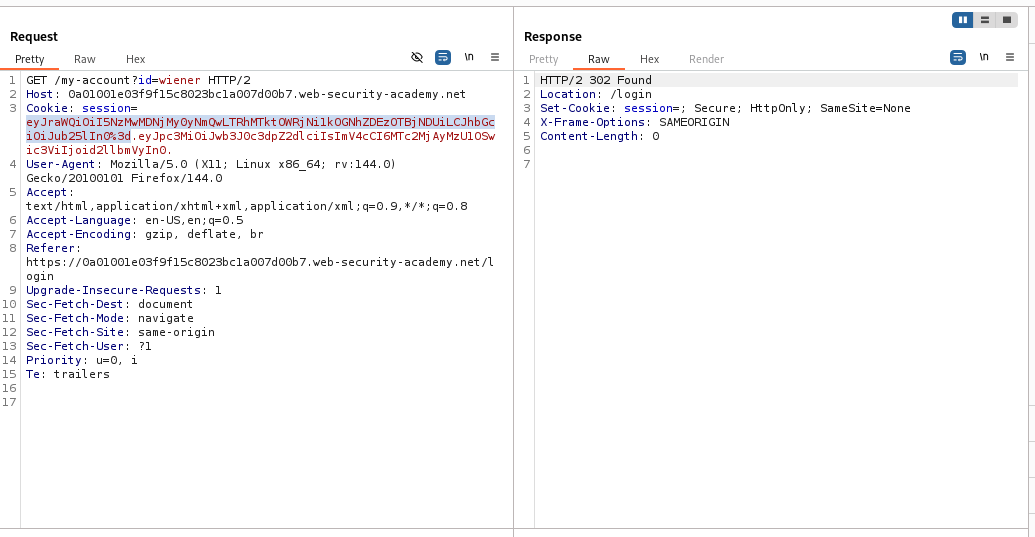 Request
Pretty Raw Hex \n
1 GET /my-account?id=wiener HTTP/2
2 Host: 0a01001e03f9f15c8023bc1a007d00b7.web-security-academy.net
3 Cookie: session=
eyJraWQiOiI5NzMwMDNjMy0yNmQwLTRhMTktOWRjNi1kOGNhZDEzOTBjNDUiLCJhbGc
iOiJub25lIn0%3d.eyJpc3MiOiJwb3J0c3dpZ2dlciIsImV4cCI6MTc2MjAyMzU1OSw
ic3ViIjoid2llbmVyIn0.
4 User-Agent: Mozilla/5.0 (X11; Linux x86_64; rv:144.0)
Gecko/20100101 Firefox/144.0
5 Accept:
text/html,application/xhtml+xml,application/xml;q=0.9,*/*;q=0.8
6 Accept-Language: en-US,en;q=0.5
7 Accept-Encoding: gzip, deflate, br
8 Referer:
https://0a01001e03f9f15c8023bc1a007d00b7.web-security-academy.net/l
ogin
9 Upgrade-Insecure-Requests: 1
10 Sec-Fetch-Dest: document
11 Sec-Fetch-Mode: navigate
12 Sec-Fetch-Site: same-origin
13 Sec-Fetch-User: ?1
14 Priority: u=0, i
15 Te: trailers
16
17
Response
Pretty Raw Hex Render \n
1 HTTP/2 302 Found
2 Location: /login
3 Set-Cookie: session=; Secure; HttpOnly; SameSite=None
4 X-Frame-Options: SAMEORIGIN
5 Content-Length: 0
6
7